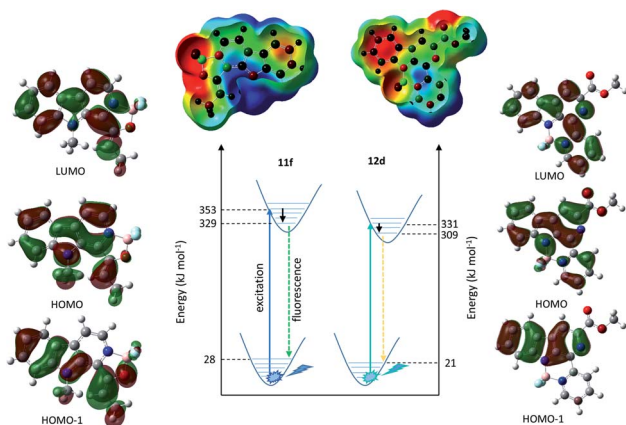 11f
12d
LUMO
HOMO
HOMO-1
Energy (kJ mol-1)
353
329
28
excitation
fluorescence
331
309
21
Energy (kJ mol-1)
LUMO
HOMO
HOMO-1